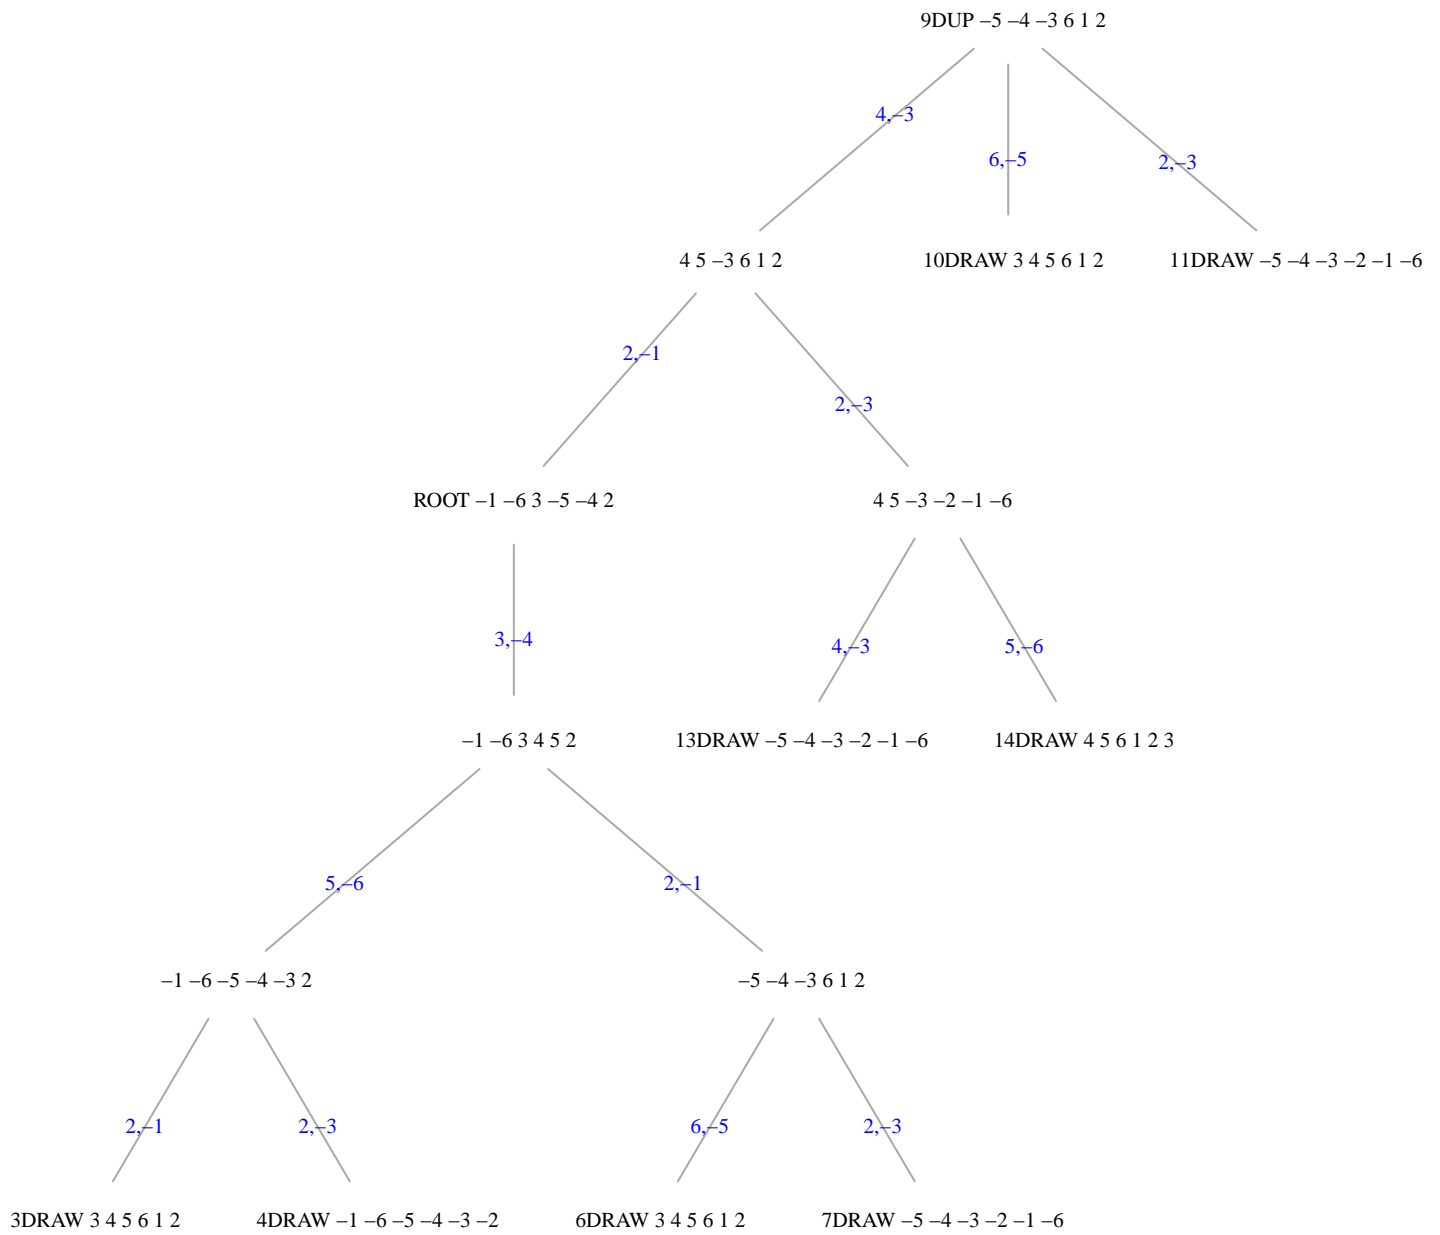 9DUP –5 –4 –3 6 1 2
4,–3
6,–5
2,–3
4 5 –3 6 1 2
10DRAW 3 4 5 6 1 2
11DRAW –5 –4 –3 –2 –1 –6
2,–1
2,–3
ROOT –1 –6 3 –5 –4 2
4 5 –3 –2 –1 –6
3,–4
4,–3
5,–6
–1 –6 3 4 5 2
13DRAW –5 –4 –3 –2 –1 –6
14DRAW 4 5 6 1 2 3
5,–6
2,–1
–1 –6 –5 –4 –3 2
–5 –4 –3 6 1 2
2,–1
2,–3
6,–5
2,–3
3DRAW 3 4 5 6 1 2
4DRAW –1 –6 –5 –4 –3 –2
6DRAW 3 4 5 6 1 2
7DRAW –5 –4 –3 –2 –1 –6